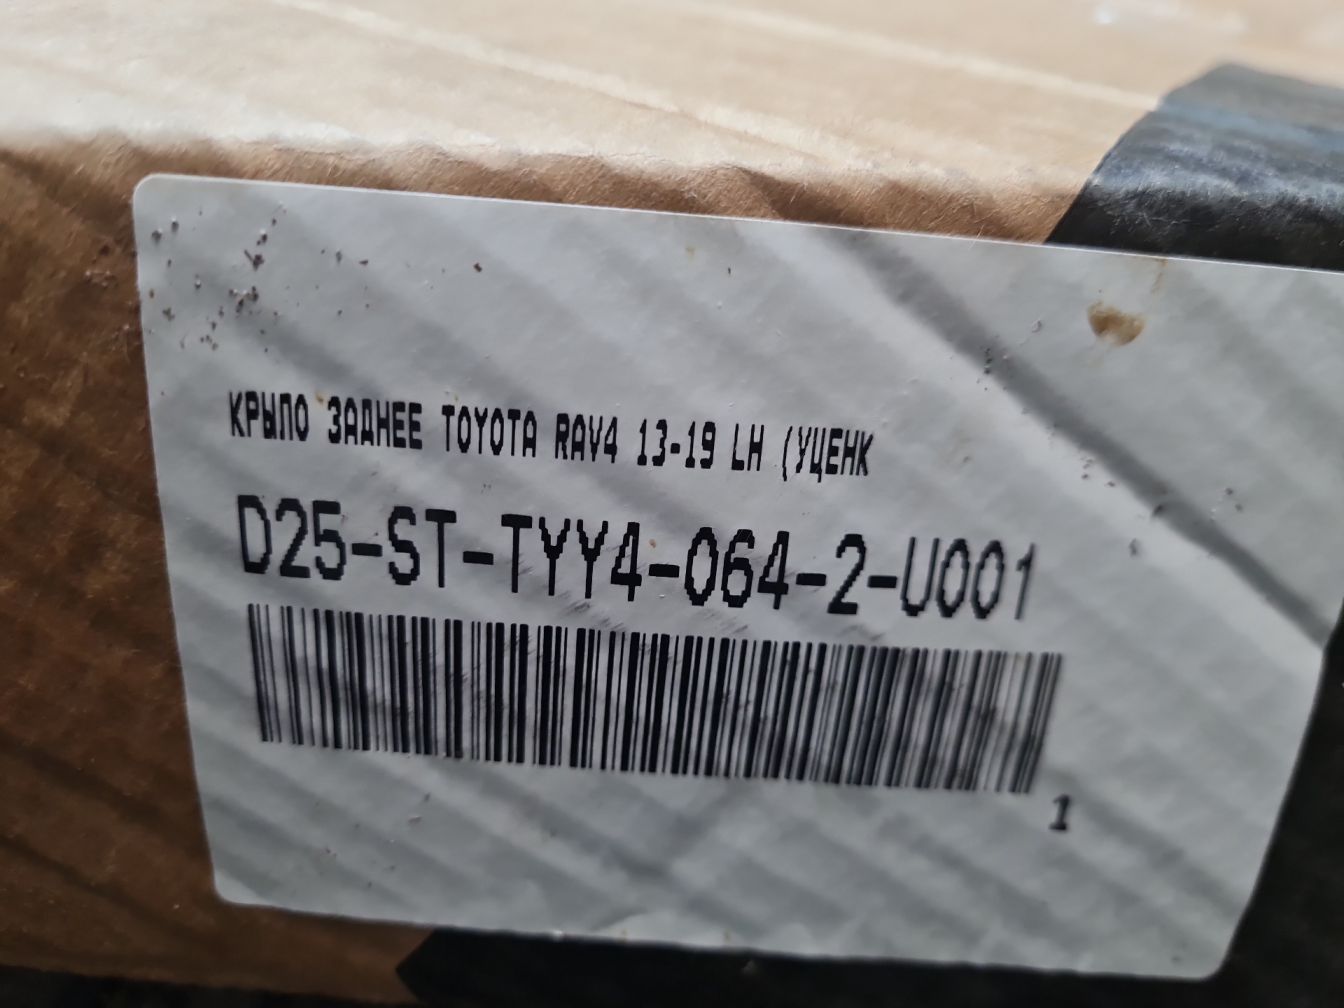 КРЫЛО ЗАДНЕЕ TOYOTA RAV4 13-19 LH (УЦЕНК
D25-ST-TYY4-064-2-U001
1